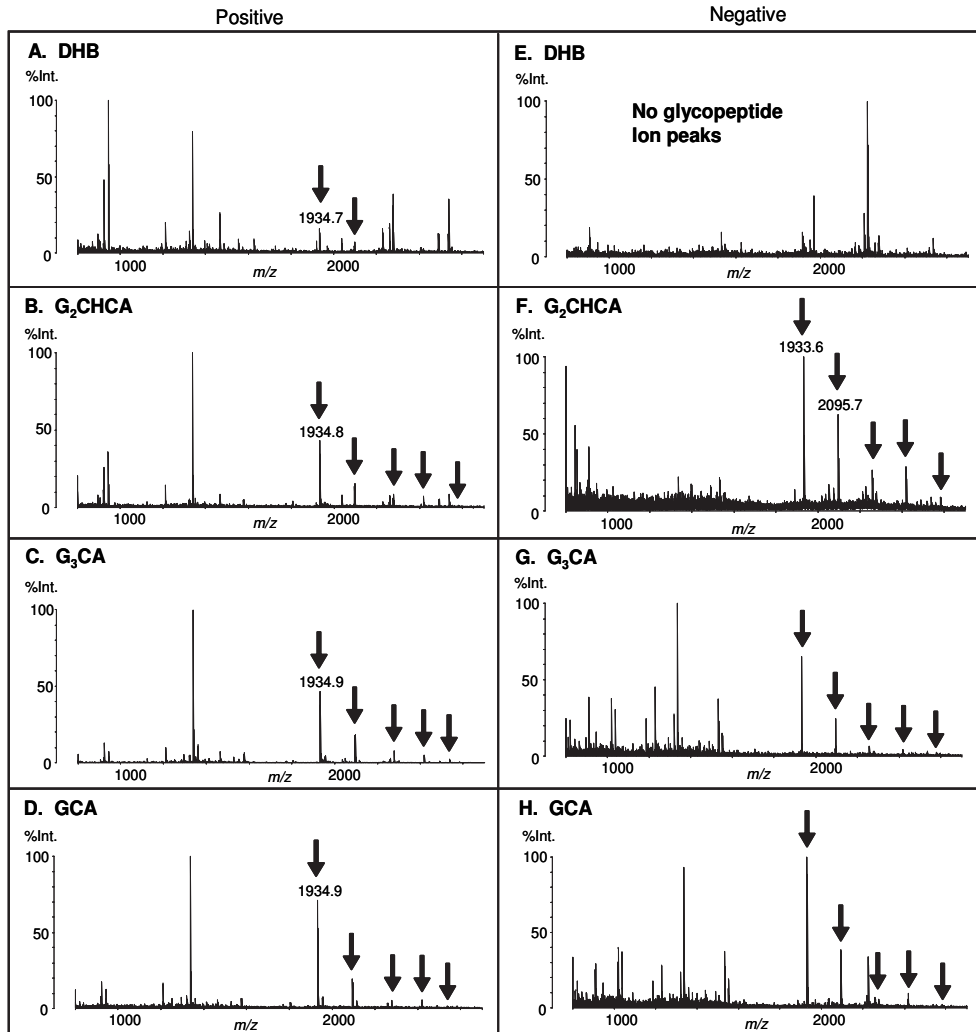 Positive
Negative
A. DHB
%Int.
100
50
0
1934.7
1000
m/z
2000
E. DHB
%Int.
100
50
0
No glycopeptide
Ion peaks
1000
m/z
2000
B. G₂CHCA
%Int.
100
50
0
1934.8
1000
m/z
2000
F. G₂CHCA
%Int.
100
50
0
1933.6
2095.7
1000
m/z
2000
C. G₃CA
%Int.
100
50
0
1934.9
1000
m/z
2000
G. G₃CA
%Int.
100
50
0
1000
m/z
2000
D. GCA
%Int.
100
50
0
1934.9
1000
m/z
2000
H. GCA
%Int.
100
50
0
1000
m/z
2000